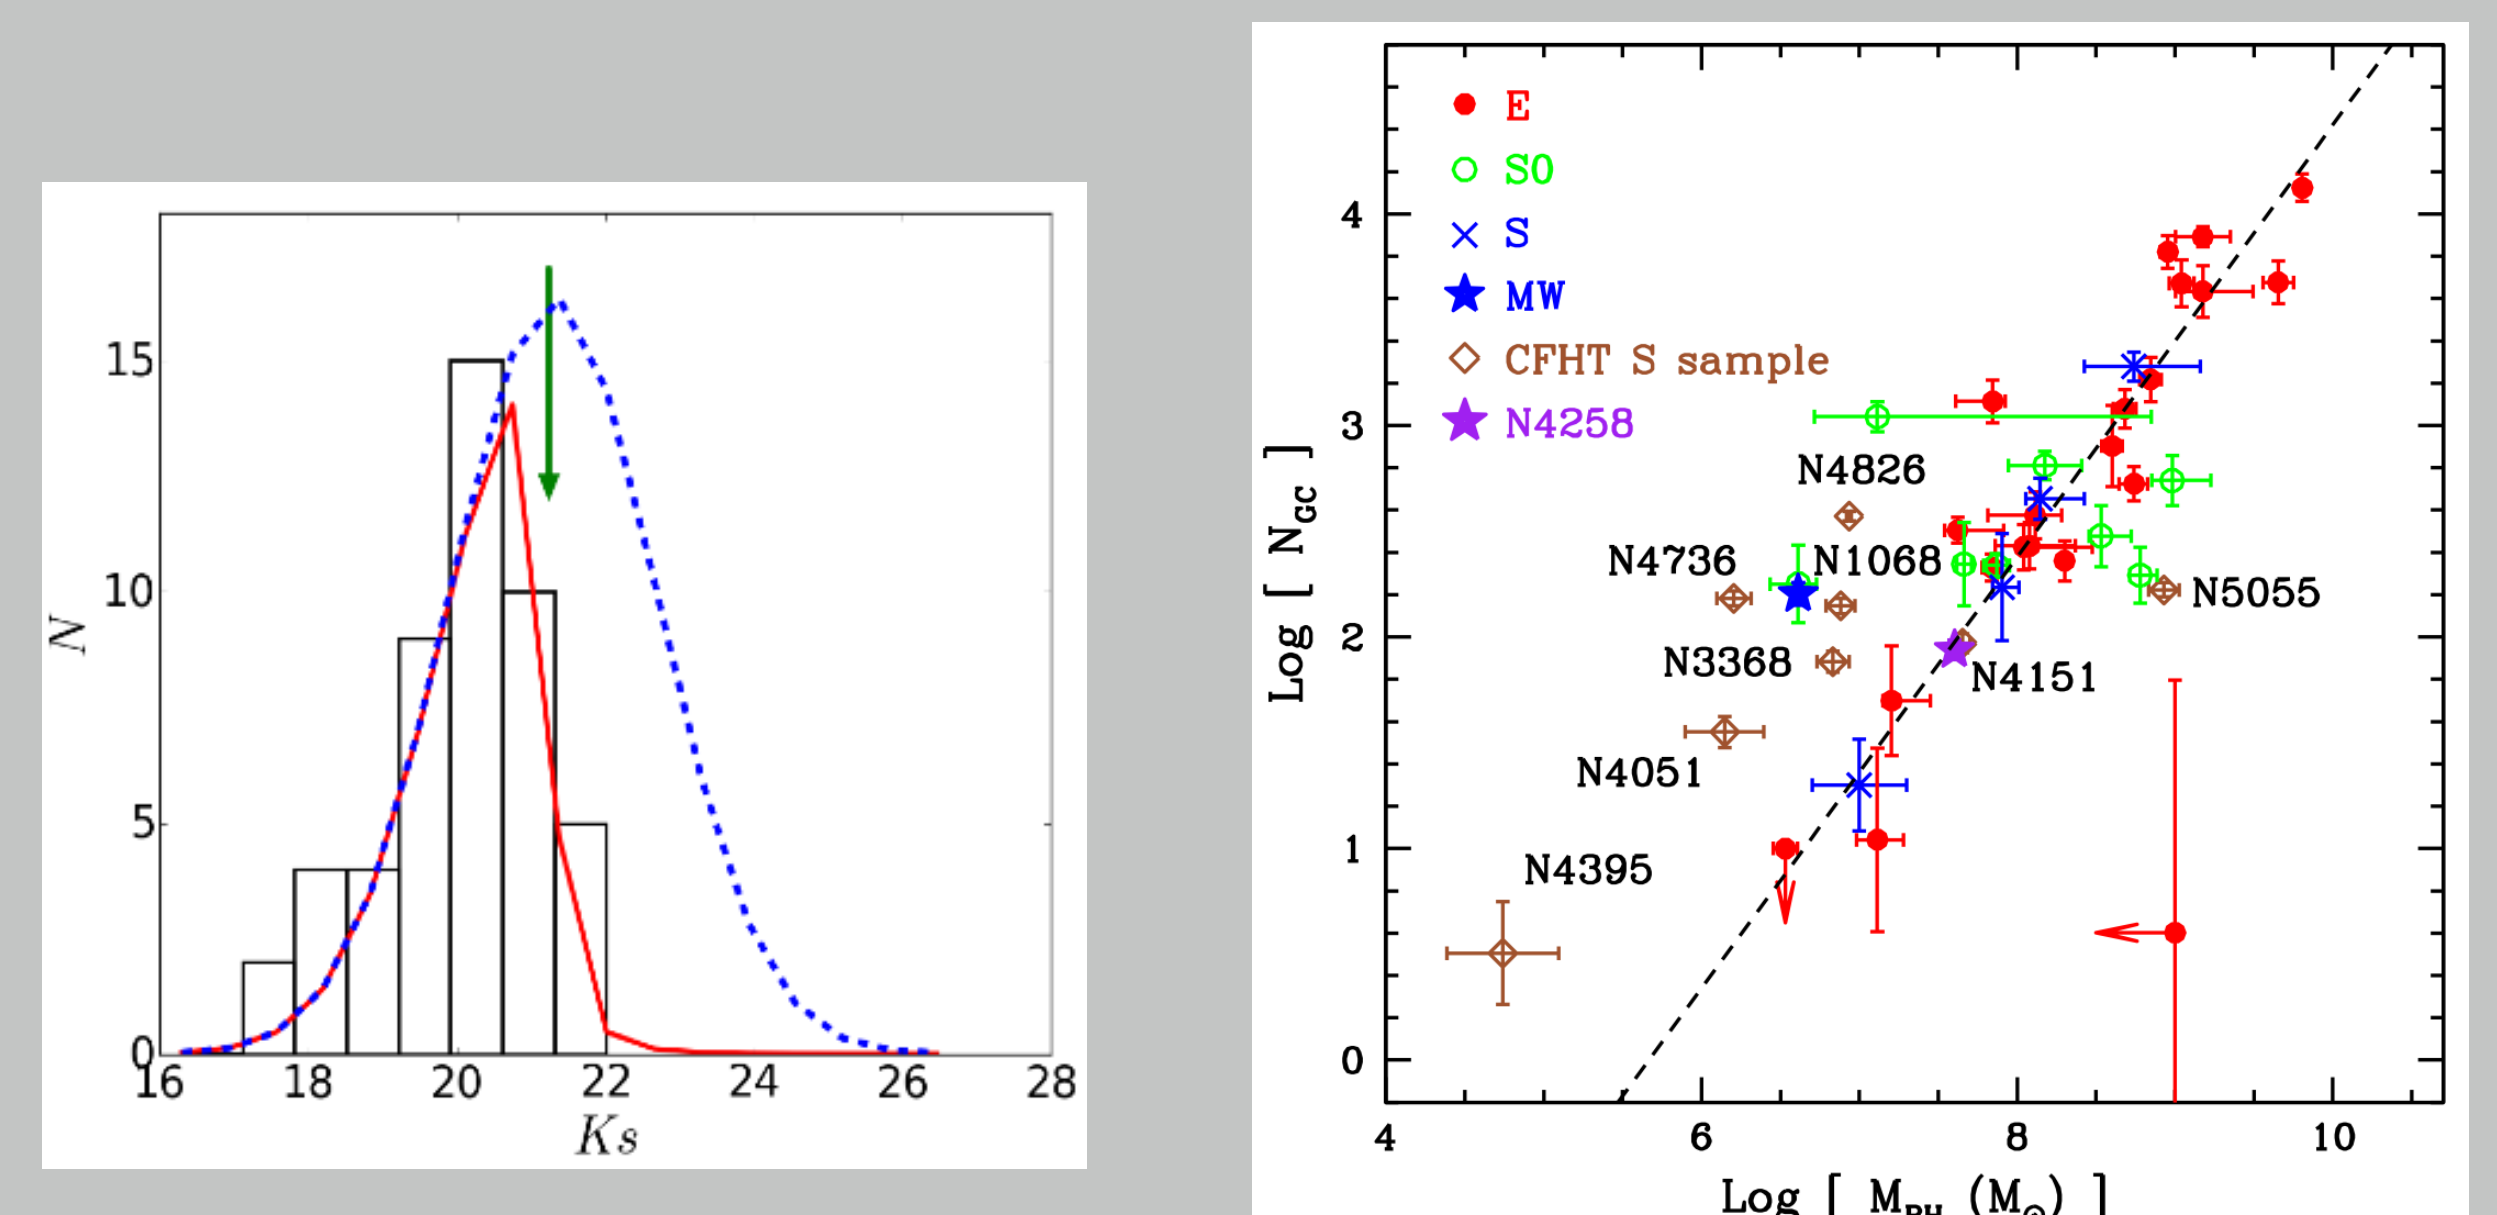 15
10
5
0
N
16 18 20 22 24 26 28
Ks
E
S0
S
MW
CFHT S sample
N4258
N4826
N4736
N1068
N5055
N3368
N4151
N4051
N4395
4
3
2
1
0
Log [ N_GC ]
4 6 8 10
Log [ M_BH (M_⊙) ]